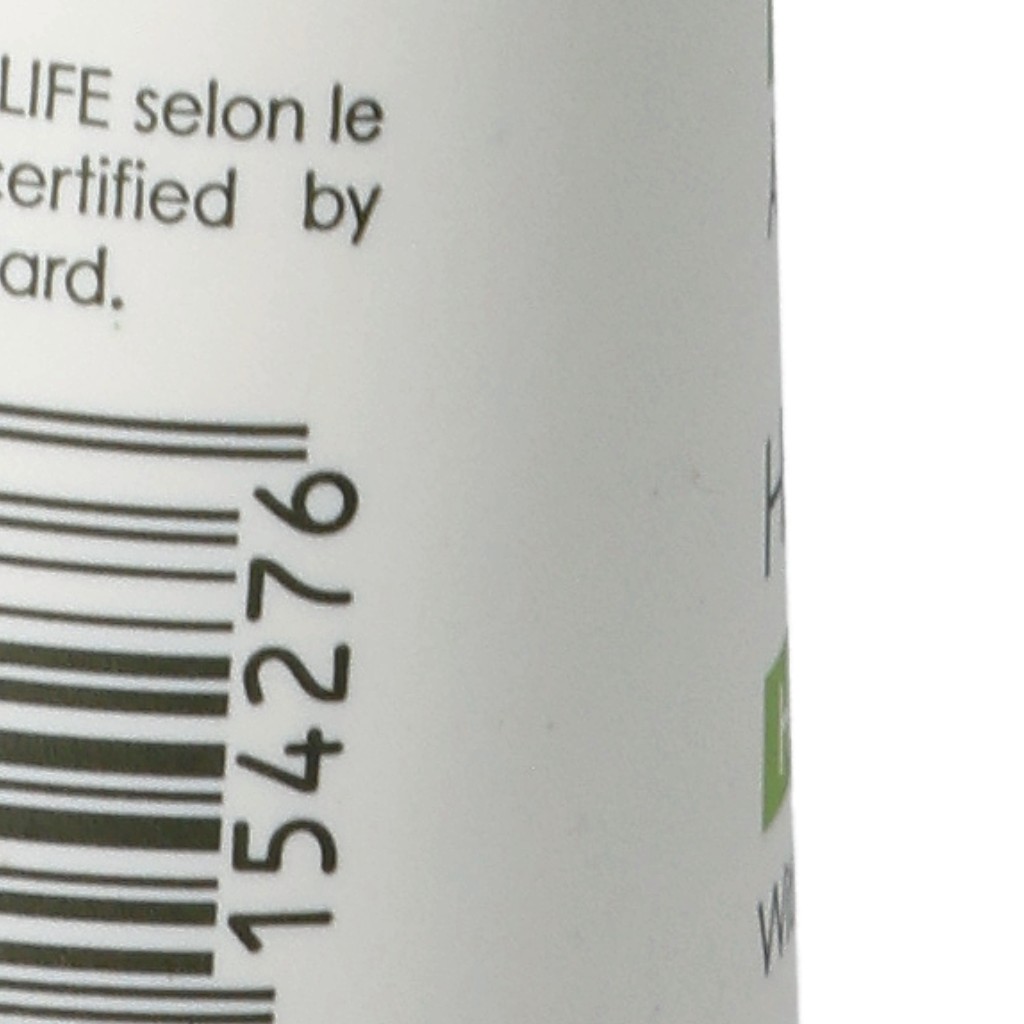 LIFE selon le
certified by
ard.
154276